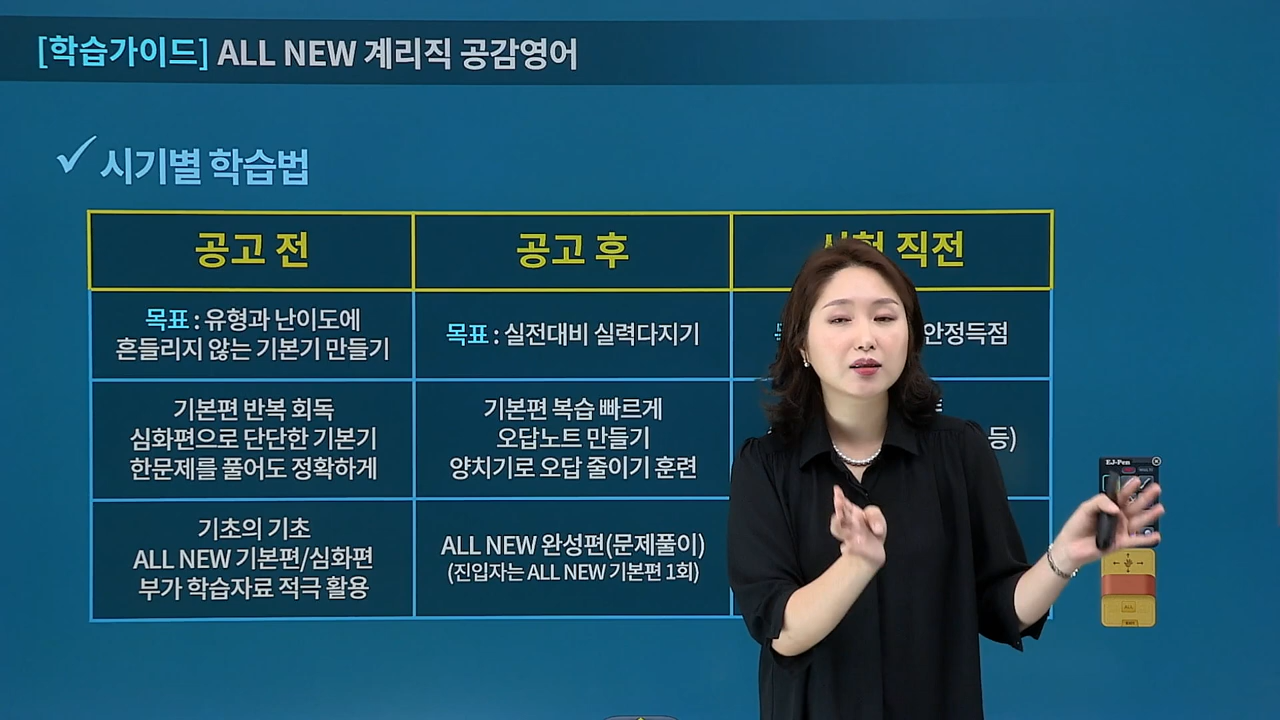 [학습가이드] ALL NEW 계리직 공감영어
시기별 학습법
공고 전
공고 후
직전
목표 : 유형과 난이도에
흔들리지 않는 기본기 만들기
목표 : 실전대비 실력다지기
안정득점
기본편 반복 회독
심화편으로 단단한 기본기
한문제를 풀어도 정확하게
기본편 복습 빠르게
오답노트 만들기
양치기로 오답 줄이기 훈련
등)
기초의 기초
ALL NEW 기본편/심화편
부가 학습자료 적극 활용
ALL NEW 완성편(문제풀이)
(진입자는 ALL NEW 기본편 1회)
EJ-Pen
ALL